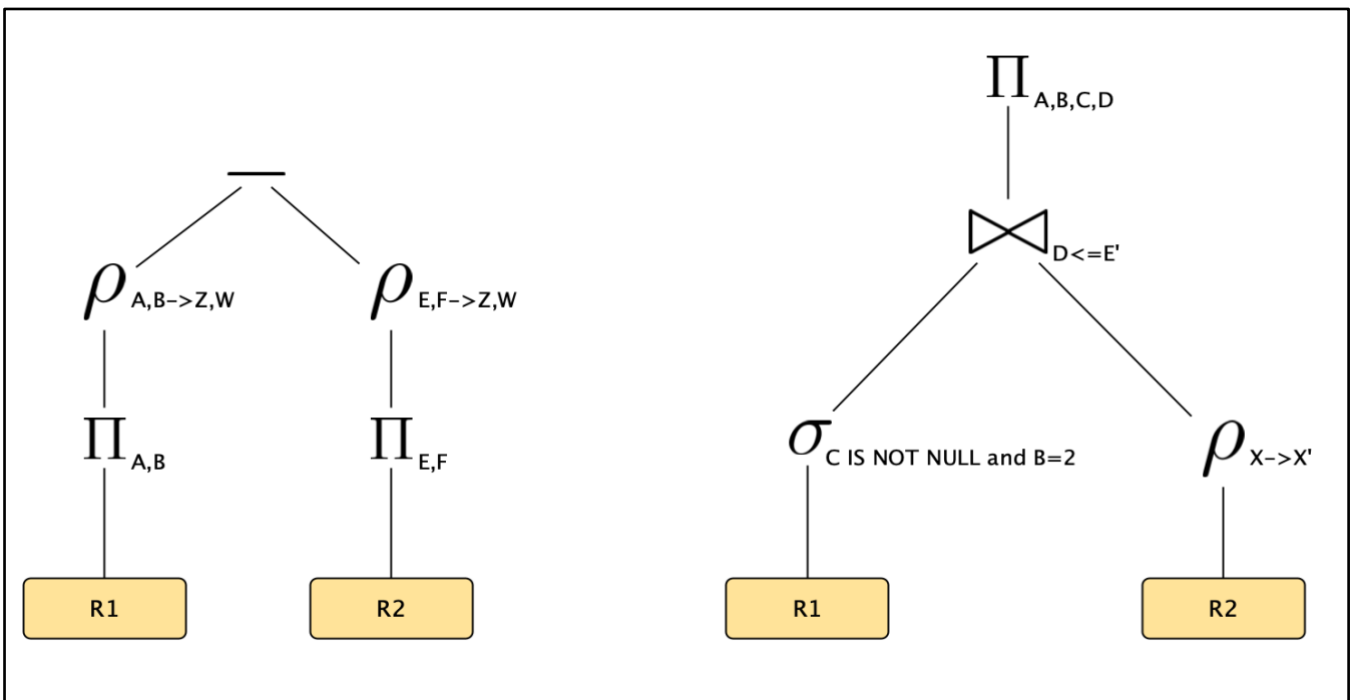 Π A,B,C,D
—
⋈ D<=E'
ρ A,B->Z,W
ρ E,F->Z,W
Π A,B
Π E,F
σ C IS NOT NULL and B=2
ρ X->X'
R1
R2
R1
R2